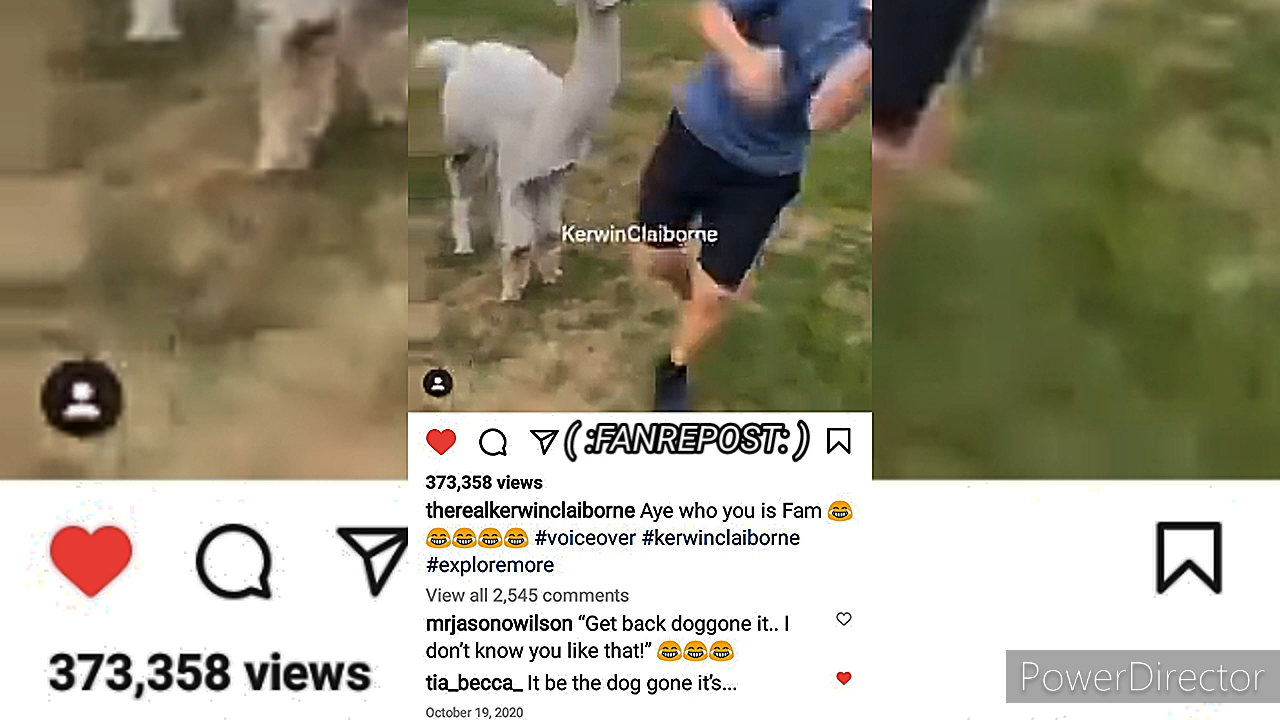 KerwinClaiborne
( :FANREPOST: )
373,358 views
therealkerwinclaiborne Aye who you is Fam 😂
😂😂😂😂 #voiceover #kerwinclaiborne
#exploremore
View all 2,545 comments
mrjasonowilson “Get back doggone it.. I
don’t know you like that!” 😂😂😂
tia_becca_ It be the dog gone it’s...
October 19, 2020
373,358 views
PowerDirector